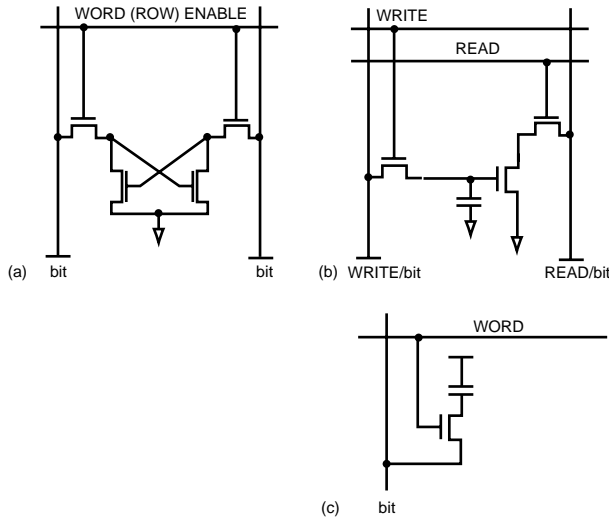 WORD (ROW) ENABLE
(a) bit bit
WRITE
READ
(b) WRITE/bit READ/bit
WORD
(c) bit